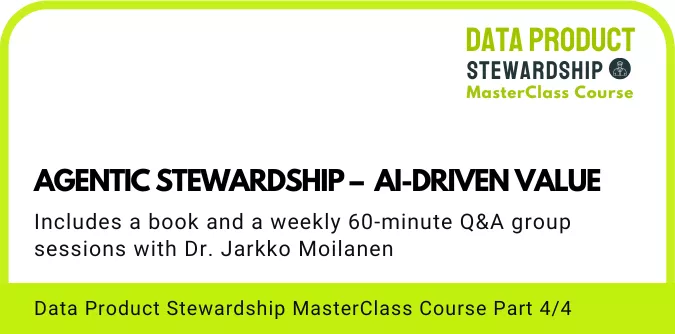 DATA PRODUCT
STEWARDSHIP
MasterClass Course
AGENTIC STEWARDSHIP – AI-DRIVEN VALUE
Includes a book and a weekly 60-minute Q&A group
sessions with Dr. Jarkko Moilanen
Data Product Stewardship MasterClass Course Part 4/4